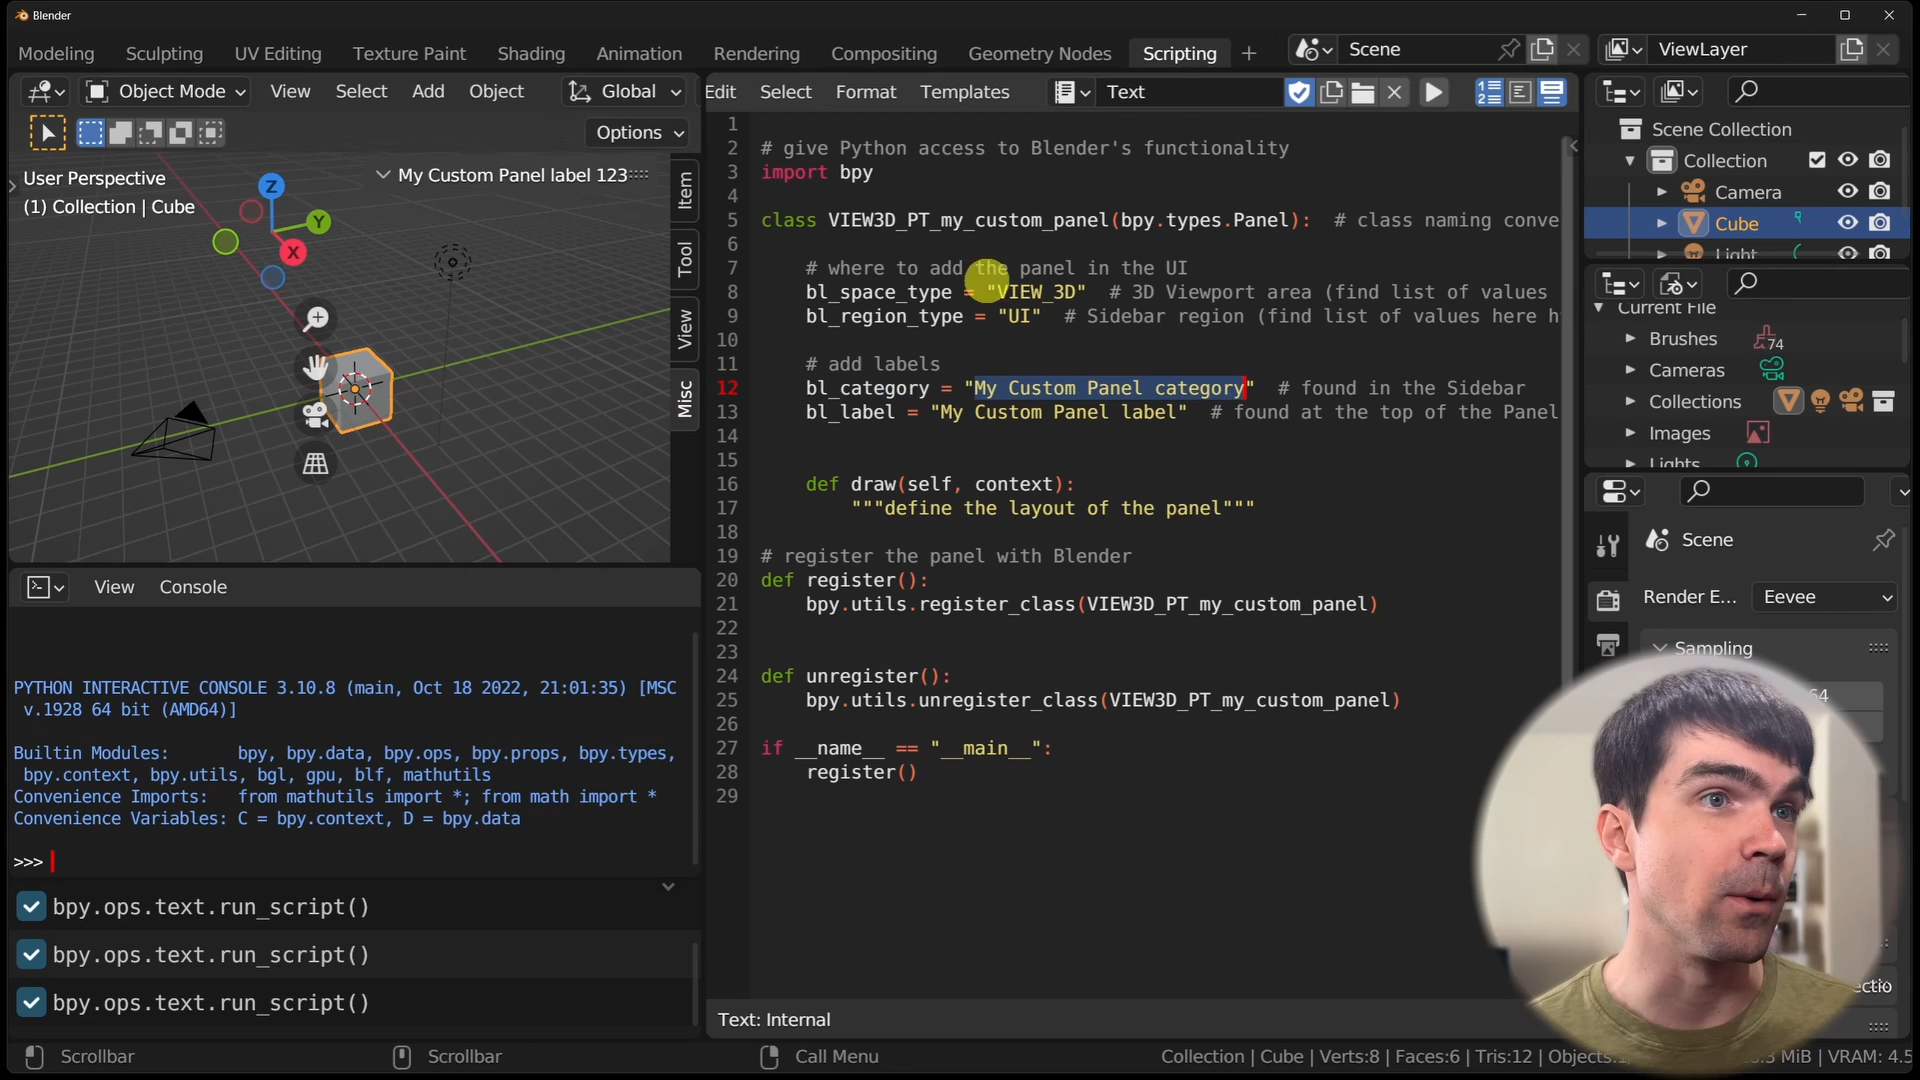 Blender
Modeling Sculpting UV Editing Texture Paint Shading Animation Rendering Compositing Geometry Nodes Scripting + Scene ViewLayer
Object Mode View Select Add Object Global
Options
User Perspective
(1) Collection | Cube
My Custom Panel label 123
Z
Y
X
Item
Tool
View
Misc
View Console
PYTHON INTERACTIVE CONSOLE 3.10.8 (main, Oct 18 2022, 21:01:35) [MSC
v.1928 64 bit (AMD64)]
Builtin Modules: bpy, bpy.data, bpy.ops, bpy.props, bpy.types,
bpy.context, bpy.utils, bgl, gpu, blf, mathutils
Convenience Imports: from mathutils import *; from math import *
Convenience Variables: C = bpy.context, D = bpy.data
>>>
bpy.ops.text.run_script()
bpy.ops.text.run_script()
bpy.ops.text.run_script()
Edit Select Format Templates Text
1
2 # give Python access to Blender's functionality
3 import bpy
4
5 class VIEW3D_PT_my_custom_panel(bpy.types.Panel): # class naming conve
6
7 # where to add the panel in the UI
8 bl_space_type = "VIEW_3D" # 3D Viewport area (find list of values
9 bl_region_type = "UI" # Sidebar region (find list of values here h
10
11 # add labels
12 bl_category = "My Custom Panel category" # found in the Sidebar
13 bl_label = "My Custom Panel label" # found at the top of the Panel
14
15
16 def draw(self, context):
17 """define the layout of the panel"""
18
19 # register the panel with Blender
20 def register():
21 bpy.utils.register_class(VIEW3D_PT_my_custom_panel)
22
23
24 def unregister():
25 bpy.utils.unregister_class(VIEW3D_PT_my_custom_panel)
26
27 if __name__ == "__main__":
28 register()
29
Text: Internal
Scene Collection
Collection
Camera
Cube
Light
Current File
Brushes 74
Cameras
Collections
Images
Lights
Scene
Render E... Eevee
Sampling
64
Scrollbar Scrollbar Call Menu Collection | Cube | Verts:8 | Faces:6 | Tris:12 | Objects: MiB | VRAM: 4.5